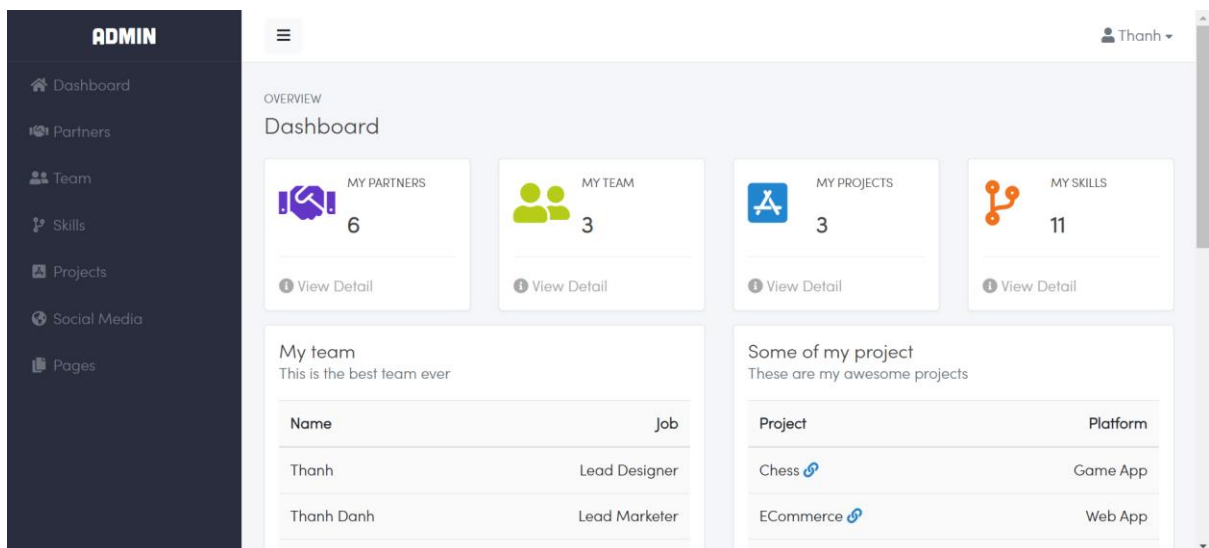 ADMIN
Thanh
Dashboard
Partners
Team
Skills
Projects
Social Media
Pages
OVERVIEW
Dashboard
MY PARTNERS
6
View Detail
MY TEAM
3
View Detail
MY PROJECTS
3
View Detail
MY SKILLS
11
View Detail
My team
This is the best team ever
Name Job
Thanh Lead Designer
Thanh Danh Lead Marketer
Some of my project
These are my awesome projects
Project Platform
Chess Game App
ECommerce Web App